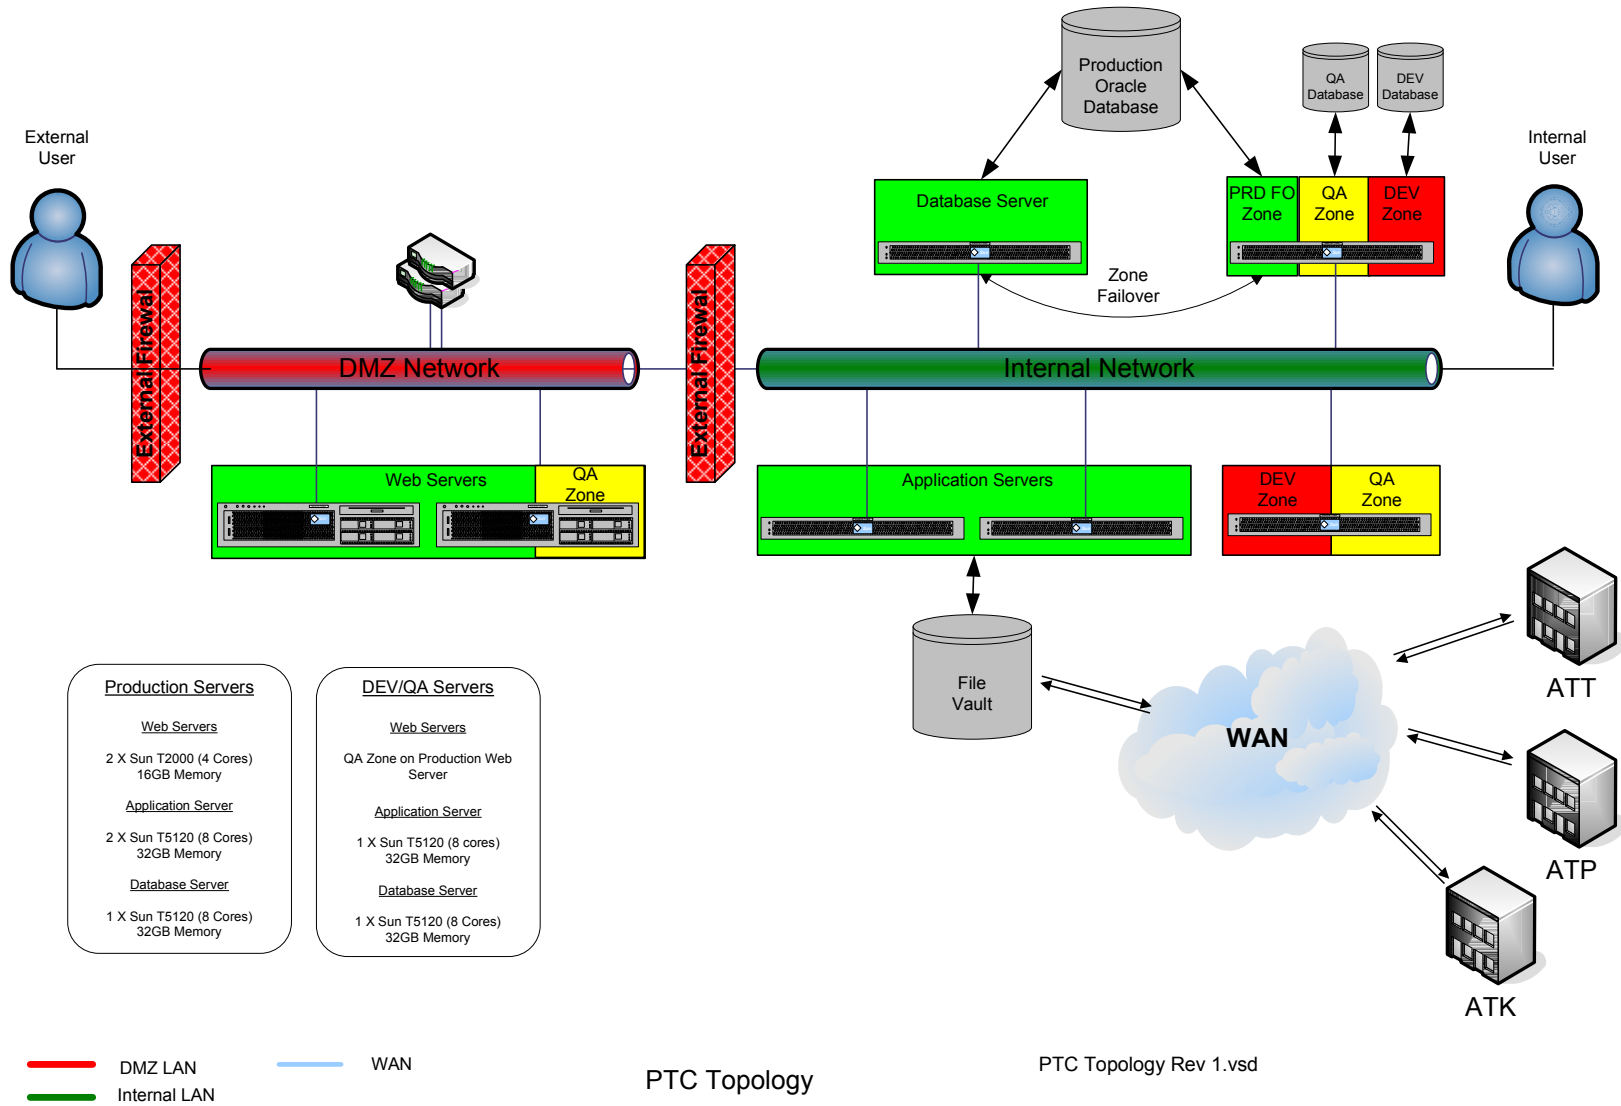 Production
Oracle
Database
QA
Database
DEV
Database
External
User
Internal
User
Database Server
PRD FO
Zone
QA
Zone
DEV
Zone
Zone
Failover
External Firewall
DMZ Network
External Firewall
Internal Network
Web Servers
QA
Zone
Application Servers
DEV
Zone
QA
Zone
File
Vault
WAN
ATT
ATP
ATK
Production Servers
Web Servers
2 X Sun T2000 (4 Cores)
16GB Memory
Application Server
2 X Sun T5120 (8 Cores)
32GB Memory
Database Server
1 X Sun T5120 (8 Cores)
32GB Memory
DEV/QA Servers
Web Servers
QA Zone on Production Web
Server
Application Server
1 X Sun T5120 (8 cores)
32GB Memory
Database Server
1 X Sun T5120 (8 Cores)
32GB Memory
DMZ LAN
WAN
Internal LAN
PTC Topology
PTC Topology Rev 1.vsd